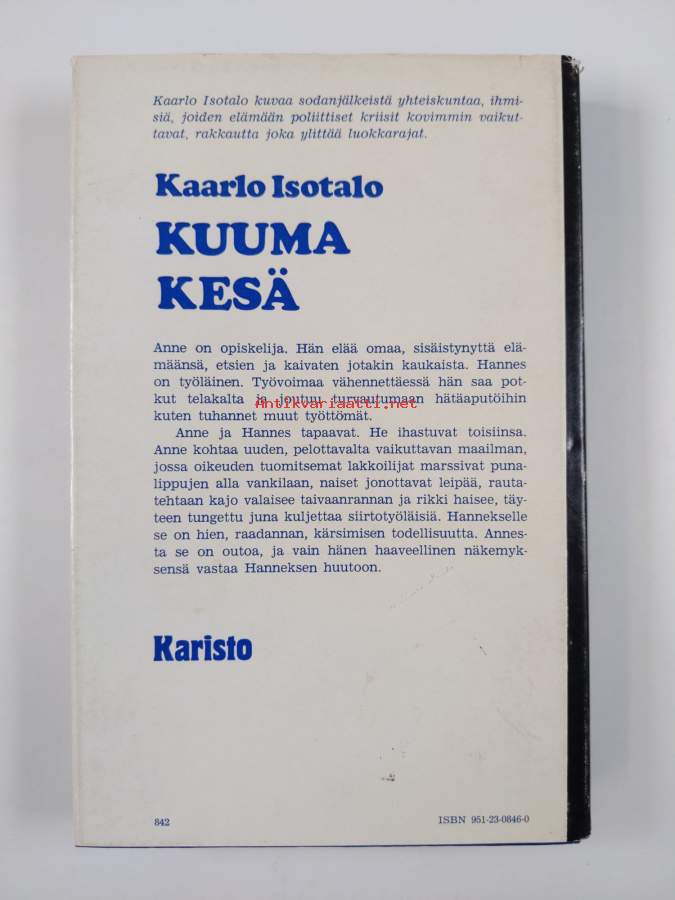 Kaarlo Isotalo kuvaa sodanjälkeistä yhteiskuntaa, ihmi-
siä, joiden elämään poliittiset kriisit kovimmin vaikut-
tavat, rakkautta joka ylittää luokkarajat.
Kaarlo Isotalo
KUUMA
KESÄ
Anne on opiskelija. Hän elää omaa, sisäistynyttä elä-
määnsä, etsien ja kaivaten jotakin kaukaista. Hannes
on työläinen. Työvoimaa vähennettäessä hän saa pot-
kut telakalta ja joutuu turvautumaan hätäaputöihin
Antikvariaatti.net
kuten tuhannet muut työttömät.
Anne ja Hannes tapaavat. He ihastuvat toisiinsa.
Anne kohtaa uuden, pelottavalta vaikuttavan maailman,
jossa oikeuden tuomitsemat lakkoilijat marssivat puna-
lippujen alla vankilaan, naiset jonottavat leipää, rauta-
tehtaan kajo valaisee taivaanrannan ja rikki haisee, täy-
teen tungettu juna kuljettaa siirtotyöläisiä. Hannekselle
se on hien, raadannan, kärsimisen todellisuutta. Annes-
ta se on outoa, ja vain hänen haaveellinen näkemyk-
sensä vastaa Hanneksen huutoon.
Karisto
842
ISBN 951-23-0846-0